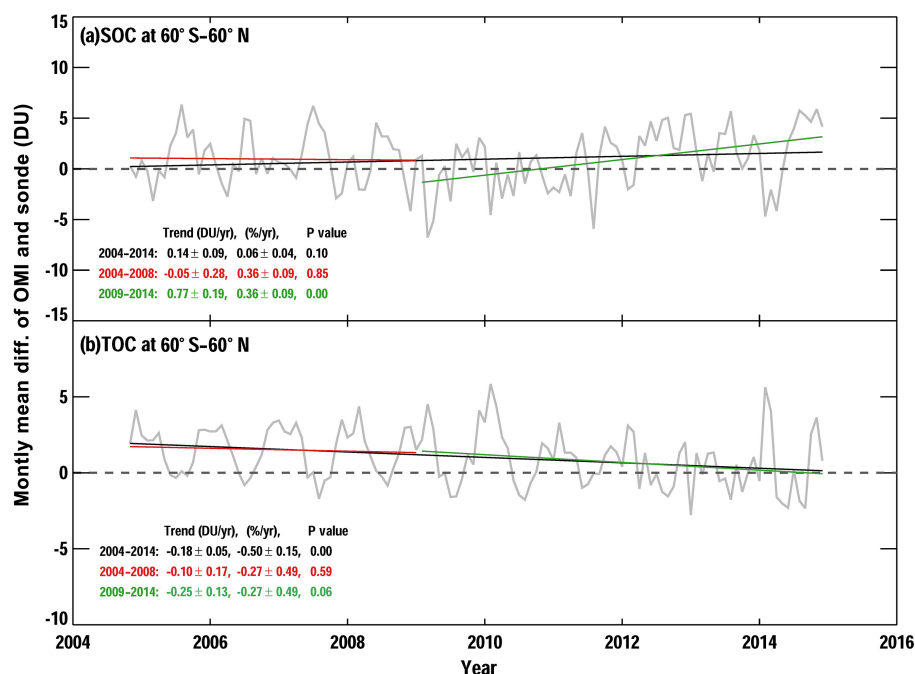 Montly mean diff. of OMI and sonde (DU)
15
10
5
0
-5
-10
-15
(a)SOC at 60° S-60° N
Trend (DU/yr), (%/yr), P value
2004-2014: 0.14 ± 0.09, 0.06 ± 0.04, 0.10
2004-2008: -0.05 ± 0.28, 0.36 ± 0.09, 0.85
2009-2014: 0.77 ± 0.19, 0.36 ± 0.09, 0.00
(b)TOC at 60° S-60° N
5
0
-5
-10
Trend (DU/yr), (%/yr), P value
2004-2014: -0.18 ± 0.05, -0.50 ± 0.15, 0.00
2004-2008: -0.10 ± 0.17, -0.27 ± 0.49, 0.59
2009-2014: -0.25 ± 0.13, -0.27 ± 0.49, 0.06
2004 2006 2008 2010 2012 2014 2016
Year